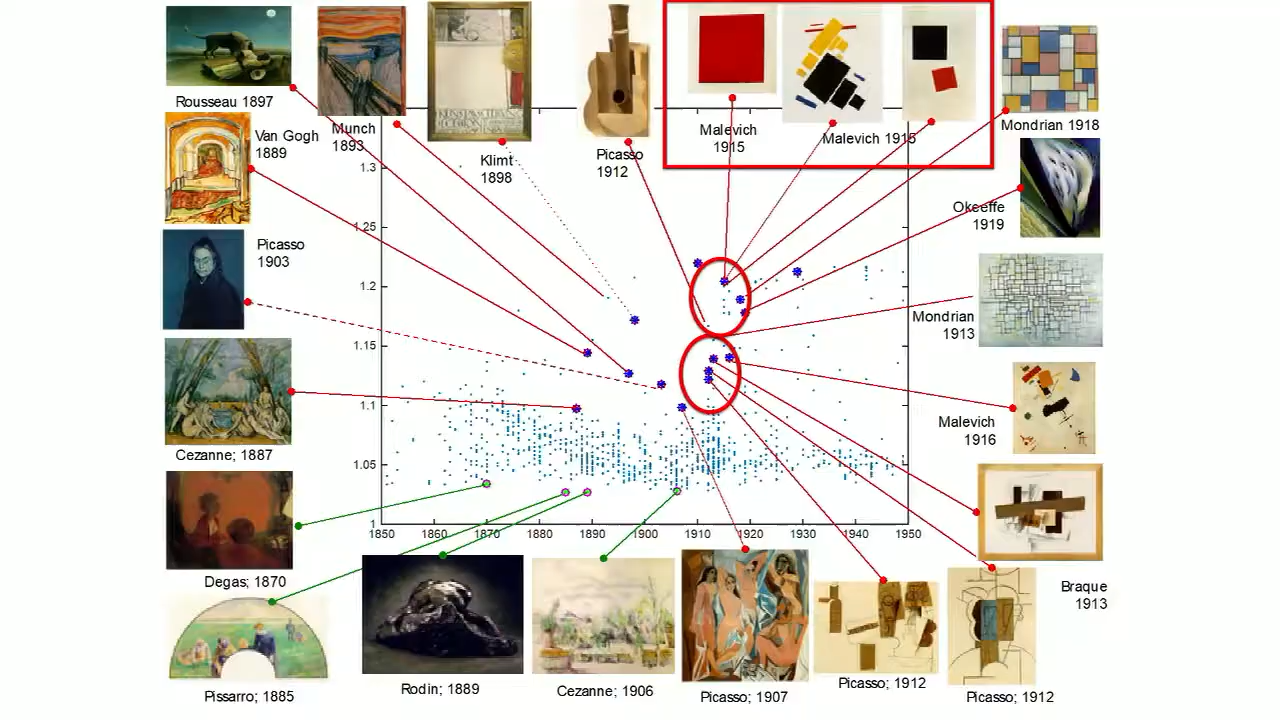 Rousseau 1897
Van Gogh
1889
Munch
1893
Klimt
1898
Picasso
1912
Malevich
1915
Malevich 1915
Mondrian 1918
Okeeffe
1919
Picasso
1903
Mondrian
1913
Malevich
1916
Cezanne; 1887
Degas; 1870
Pissarro; 1885
Rodin; 1889
Cezanne; 1906
Picasso; 1907
Picasso; 1912
Picasso; 1912
Braque
1913
1.3
1.25
1.2
1.15
1.1
1.05
1
1850
1860
1870
1880
1890
1900
1910
1920
1930
1940
1950